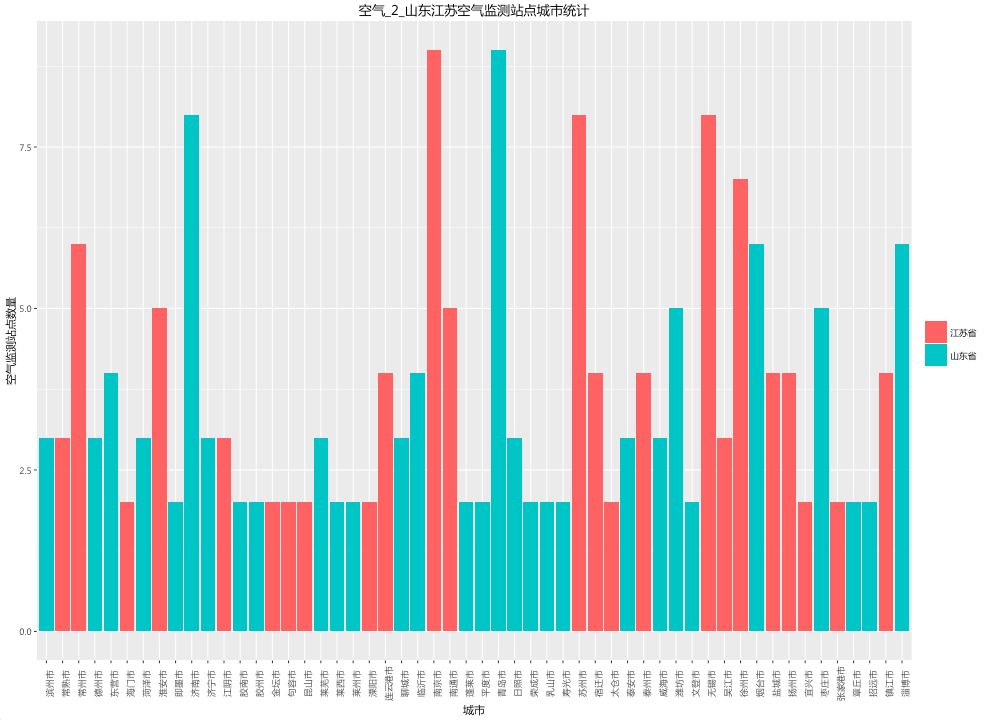 空气_2_山东江苏空气监测站点城市统计
空气监测站点数量
7.5
5.0
2.5
0.0
滨州市
常熟市
常州市
德州市
东营市
海门市
菏泽市
淮安市
即墨市
济南市
济宁市
江阴市
胶南市
胶州市
金坛市
句容市
昆山市
莱芜市
莱西市
莱州市
溧阳市
连云港市
聊城市
临沂市
南京市
南通市
蓬莱市
平度市
青岛市
日照市
荣成市
乳山市
寿光市
苏州市
宿迁市
太仓市
泰安市
泰州市
威海市
潍坊市
文登市
无锡市
吴江市
徐州市
烟台市
盐城市
扬州市
宜兴市
枣庄市
张家港市
章丘市
招远市
镇江市
淄博市
城市
江苏省
山东省